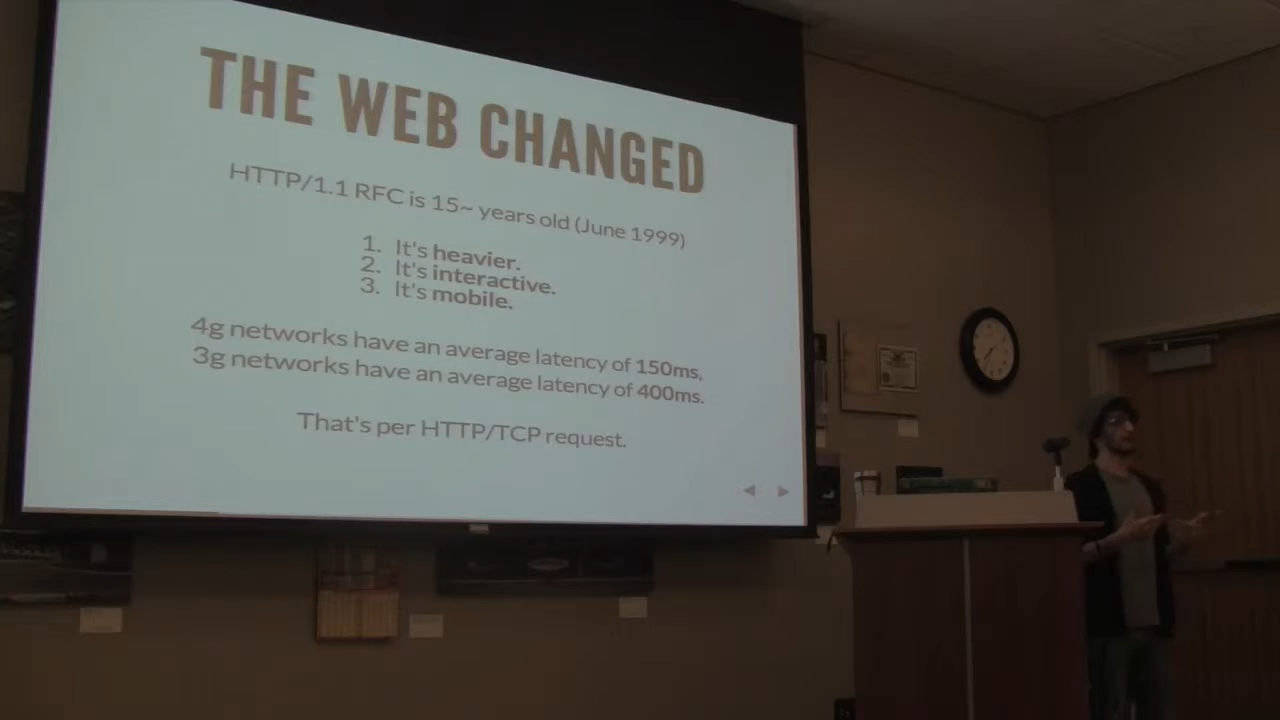 THE WEB CHANGED
HTTP/1.1 RFC is 15~ years old (June 1999)
1. It's heavier.
2. It's interactive.
3. It's mobile.
4g networks have an average latency of 150ms,
3g networks have an average latency of 400ms.
That's per HTTP/TCP request.